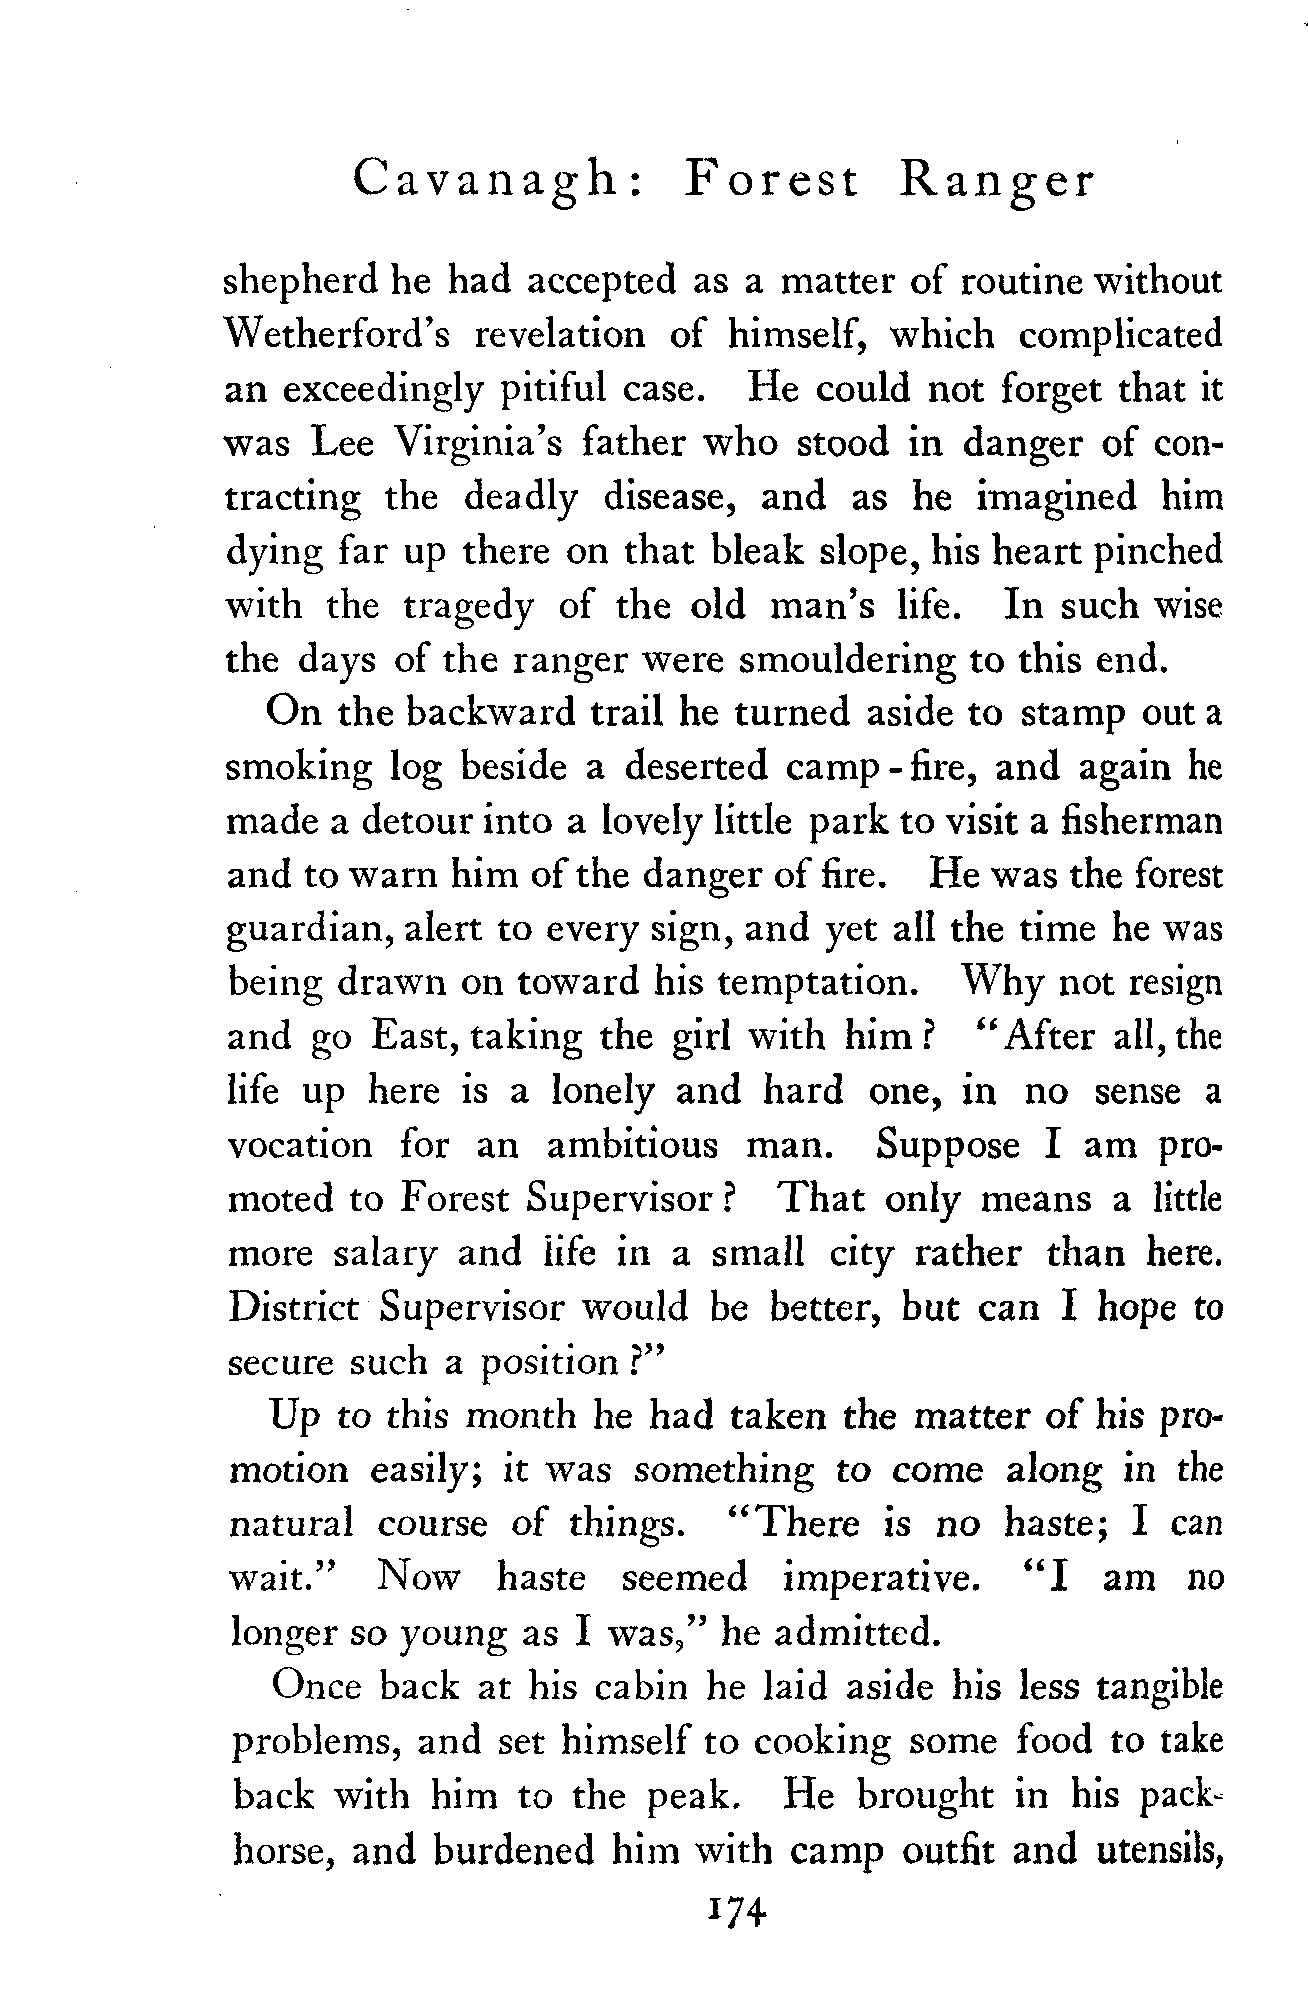 Cavanagh: Forest Ranger
shepherd he had accepted as a matter of routine without
Wetherford's revelation of himself, which complicated
an exceedingly pitiful case. He could not forget that it
was Lee Virginia's father who stood in danger of con-
tracting the deadly disease, and as he imagined him
dying far up there on that bleak slope, his heart pinched
with the tragedy of the old man's life. In such wise
the days of the ranger were smouldering to this end.
On the backward trail he turned aside to stamp out a
smoking log beside a deserted camp-fire, and again he
made a detour into a lovely little park to visit a fisherman
and to warn him of the danger of fire. He was the forest
guardian, alert to every sign, and yet all the time he was
being drawn on toward his temptation. Why not resign
and go East, taking the girl with him? "After all, the
life up here is a lonely and hard one, in no sense a
vocation for an ambitious man. Suppose I am pro-
moted to Forest Supervisor? That only means a little
more salary and life in a small city rather than here.
District Supervisor would be better, but can I hope to
secure such a position?"
Up to this month he had taken the matter of his pro-
motion easily; it was something to come along in the
natural course of things. "There is no haste; I can
wait." Now haste seemed imperative. "I am no
longer so young as I was," he admitted.
Once back at his cabin he laid aside his less tangible
problems, and set himself to cooking some food to take
back with him to the peak. He brought in his pack-
horse, and burdened him with camp outfit and utensils,
174